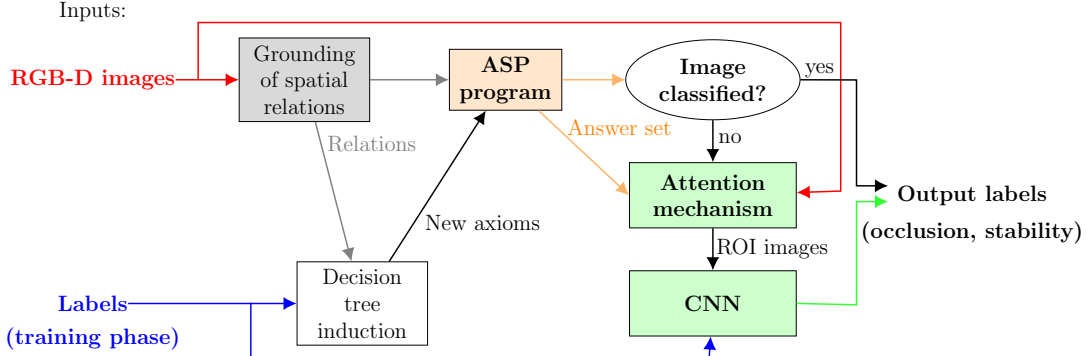 Inputs:
RGB-D images
Grounding
of spatial
relations
ASP
program
Image
classified?
yes
Relations
Answer set
no
Attention
mechanism
Output labels
(occlusion, stability)
New axioms
ROI images
Labels
(training phase)
Decision
tree
induction
CNN